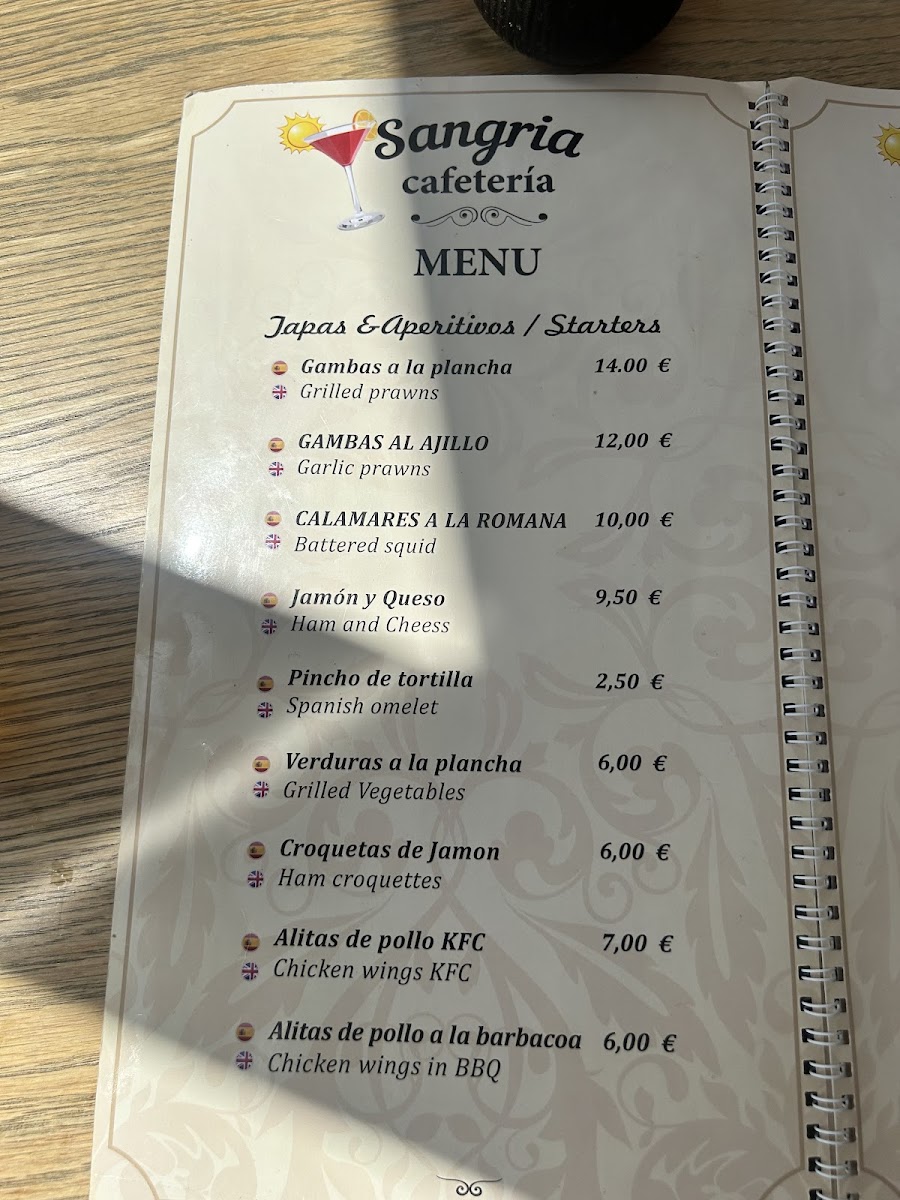 Sangria
cafetería
MENU
Tapas & Aperitivos / Starters
Gambas a la plancha 14.00 €
Grilled prawns
GAMBAS AL AJILLO 12,00 €
Garlic prawns
CALAMARES A LA ROMANA 10,00 €
Battered squid
Jamón y Queso 9,50 €
Ham and Cheess
Pincho de tortilla 2,50 €
Spanish omelet
Verduras a la plancha 6,00 €
Grilled Vegetables
Croquetas de Jamon 6,00 €
Ham croquettes
Alitas de pollo KFC 7,00 €
Chicken wings KFC
Alitas de pollo a la barbacoa 6,00 €
Chicken wings in BBQ